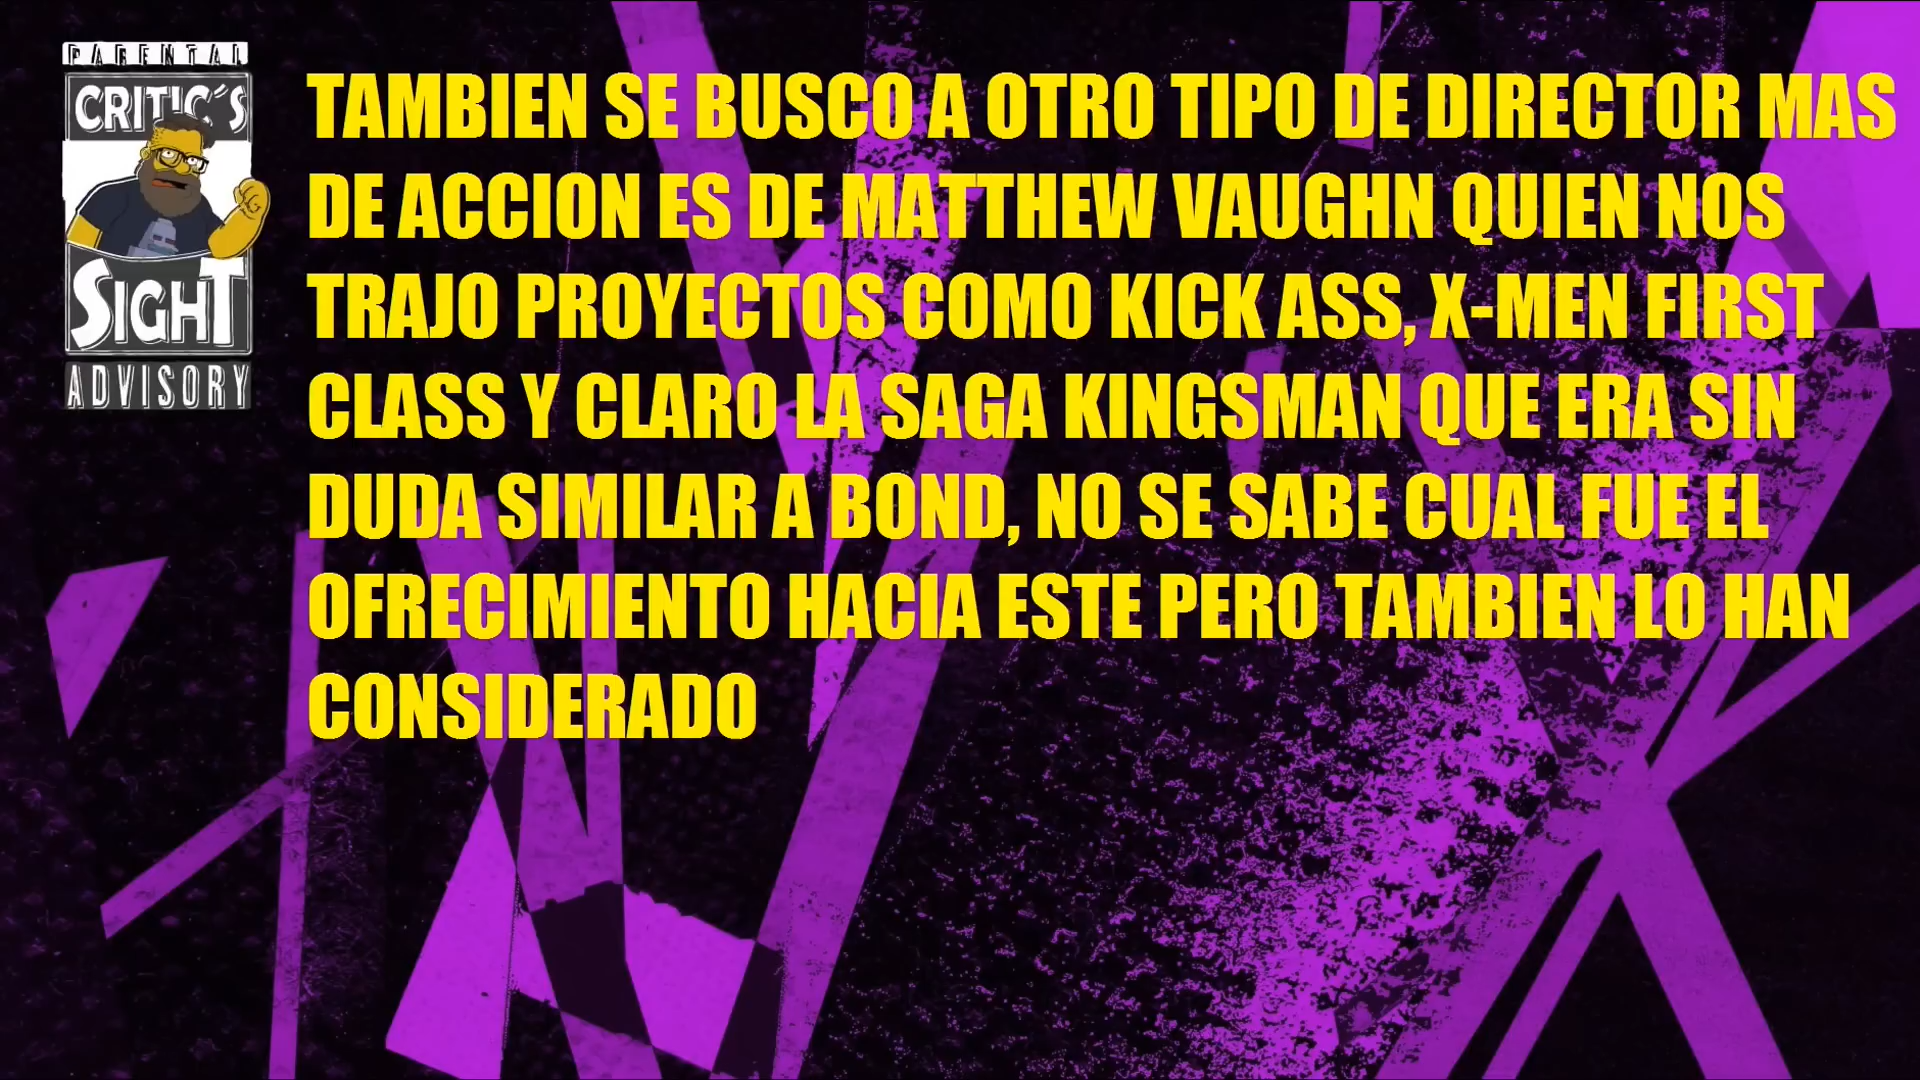 PARENTAL
CRITIC´S
SIGHT
ADVISORY
TAMBIEN SE BUSCO A OTRO TIPO DE DIRECTOR MAS
DE ACCION ES DE MATTHEW VAUGHN QUIEN NOS
TRAJO PROYECTOS COMO KICK ASS, X-MEN FIRST
CLASS Y CLARO LA SAGA KINGSMAN QUE ERA SIN
DUDA SIMILAR A BOND, NO SE SABE CUAL FUE EL
OFRECIMIENTO HACIA ESTE PERO TAMBIEN LO HAN
CONSIDERADO